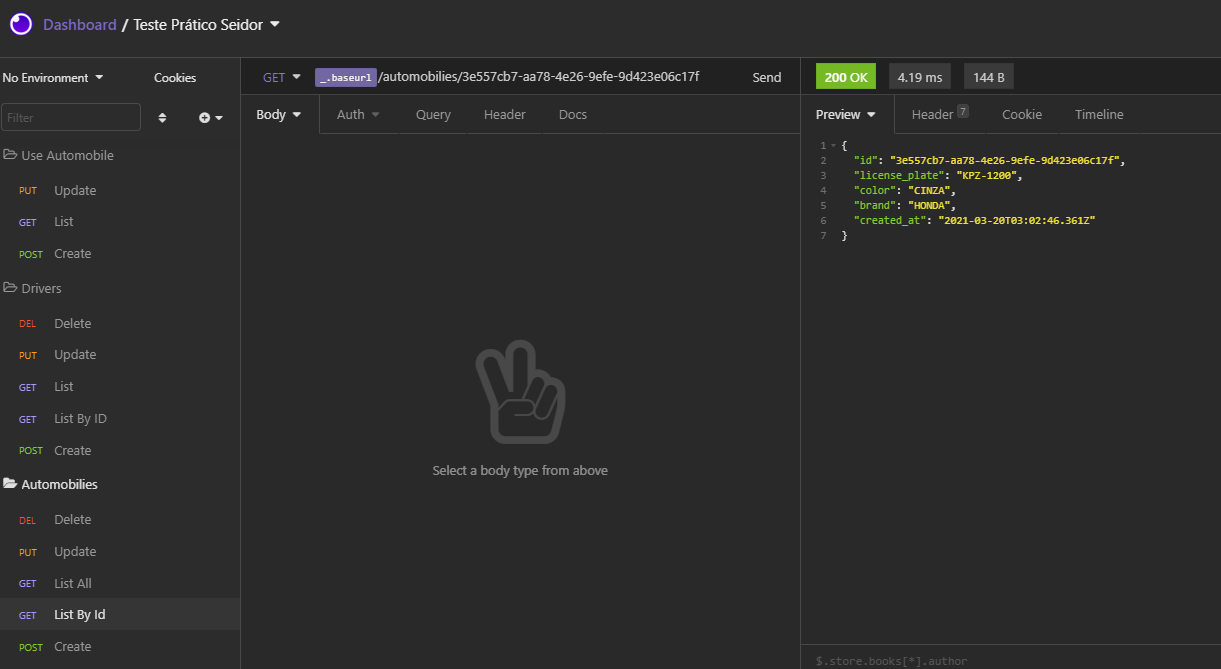 Dashboard / Teste Prático Seidor
No Environment
Cookies
Filter
Use Automobile
PUT Update
GET List
POST Create
Drivers
DEL Delete
PUT Update
GET List
GET List By ID
POST Create
Automobilies
DEL Delete
PUT Update
GET List All
GET List By Id
POST Create
GET _.baseurl/automobilies/3e557cb7-aa78-4e26-9efe-9d423e06c17f Send
Body Auth Query Header Docs
Select a body type from above
200 OK 4.19 ms 144 B
Preview Header 7 Cookie Timeline
1 {
2 "id": "3e557cb7-aa78-4e26-9efe-9d423e06c17f",
3 "license_plate": "KPZ-1200",
4 "color": "CINZA",
5 "brand": "HONDA",
6 "created_at": "2021-03-20T03:02:46.361Z"
7 }
$.store.books[*].author